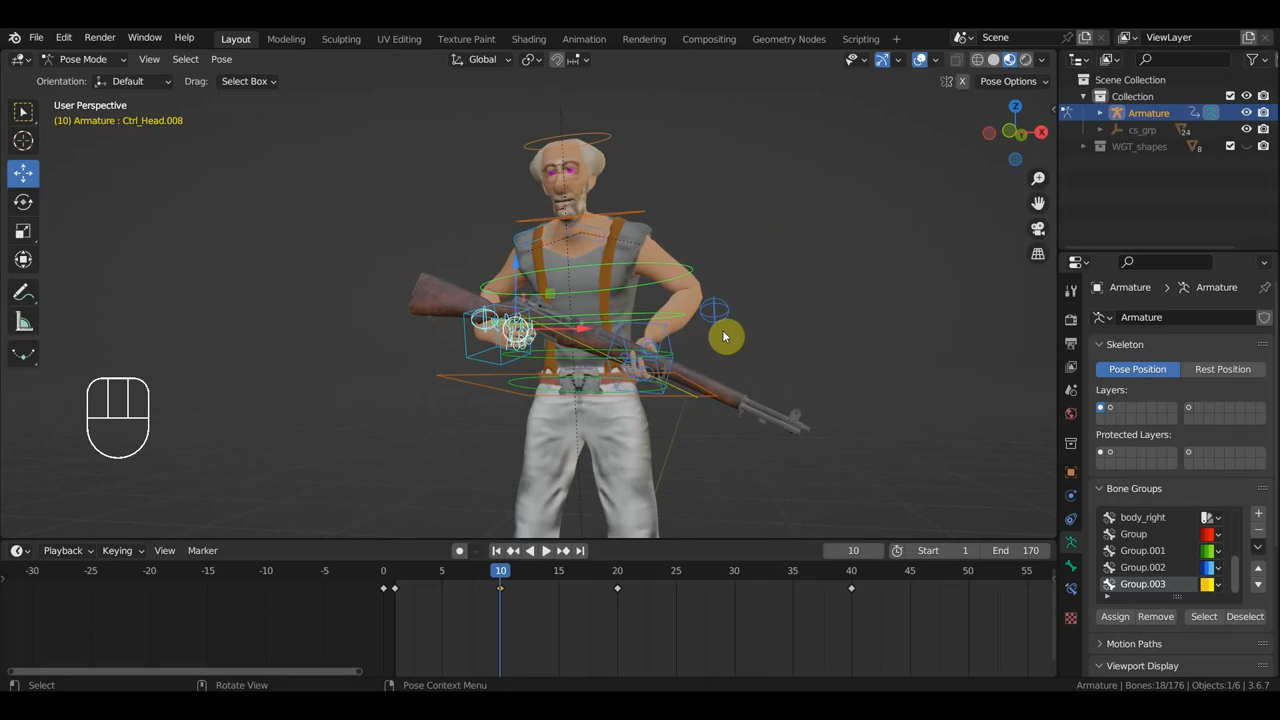 File Edit Render Window Help Layout Modeling Sculpting UV Editing Texture Paint Shading Animation Rendering Compositing Geometry Nodes Scripting + Scene ViewLayer
Pose Mode View Select Pose Global
Orientation: Default Drag: Select Box X Pose Options
User Perspective
(10) Armature : Ctrl_Head.008
Z
X
Y
Scene Collection
Collection
Armature
cs_grp 24
WGT_shapes 8
Armature Armature
Armature
Skeleton
Pose Position Rest Position
Layers:
Protected Layers:
Bone Groups
body_right
Group
Group.001
Group.002
Group.003
Assign Remove Select Deselect
Motion Paths
Viewport Display
Playback Keying View Marker 10 Start 1 End 170
-30 -25 -20 -15 -10 -5 0 10 15 20 25 30 35 40 45 50 55
Select Rotate View Pose Context Menu Armature | Bones:18/176 | Objects:1/6 | 3.6.7